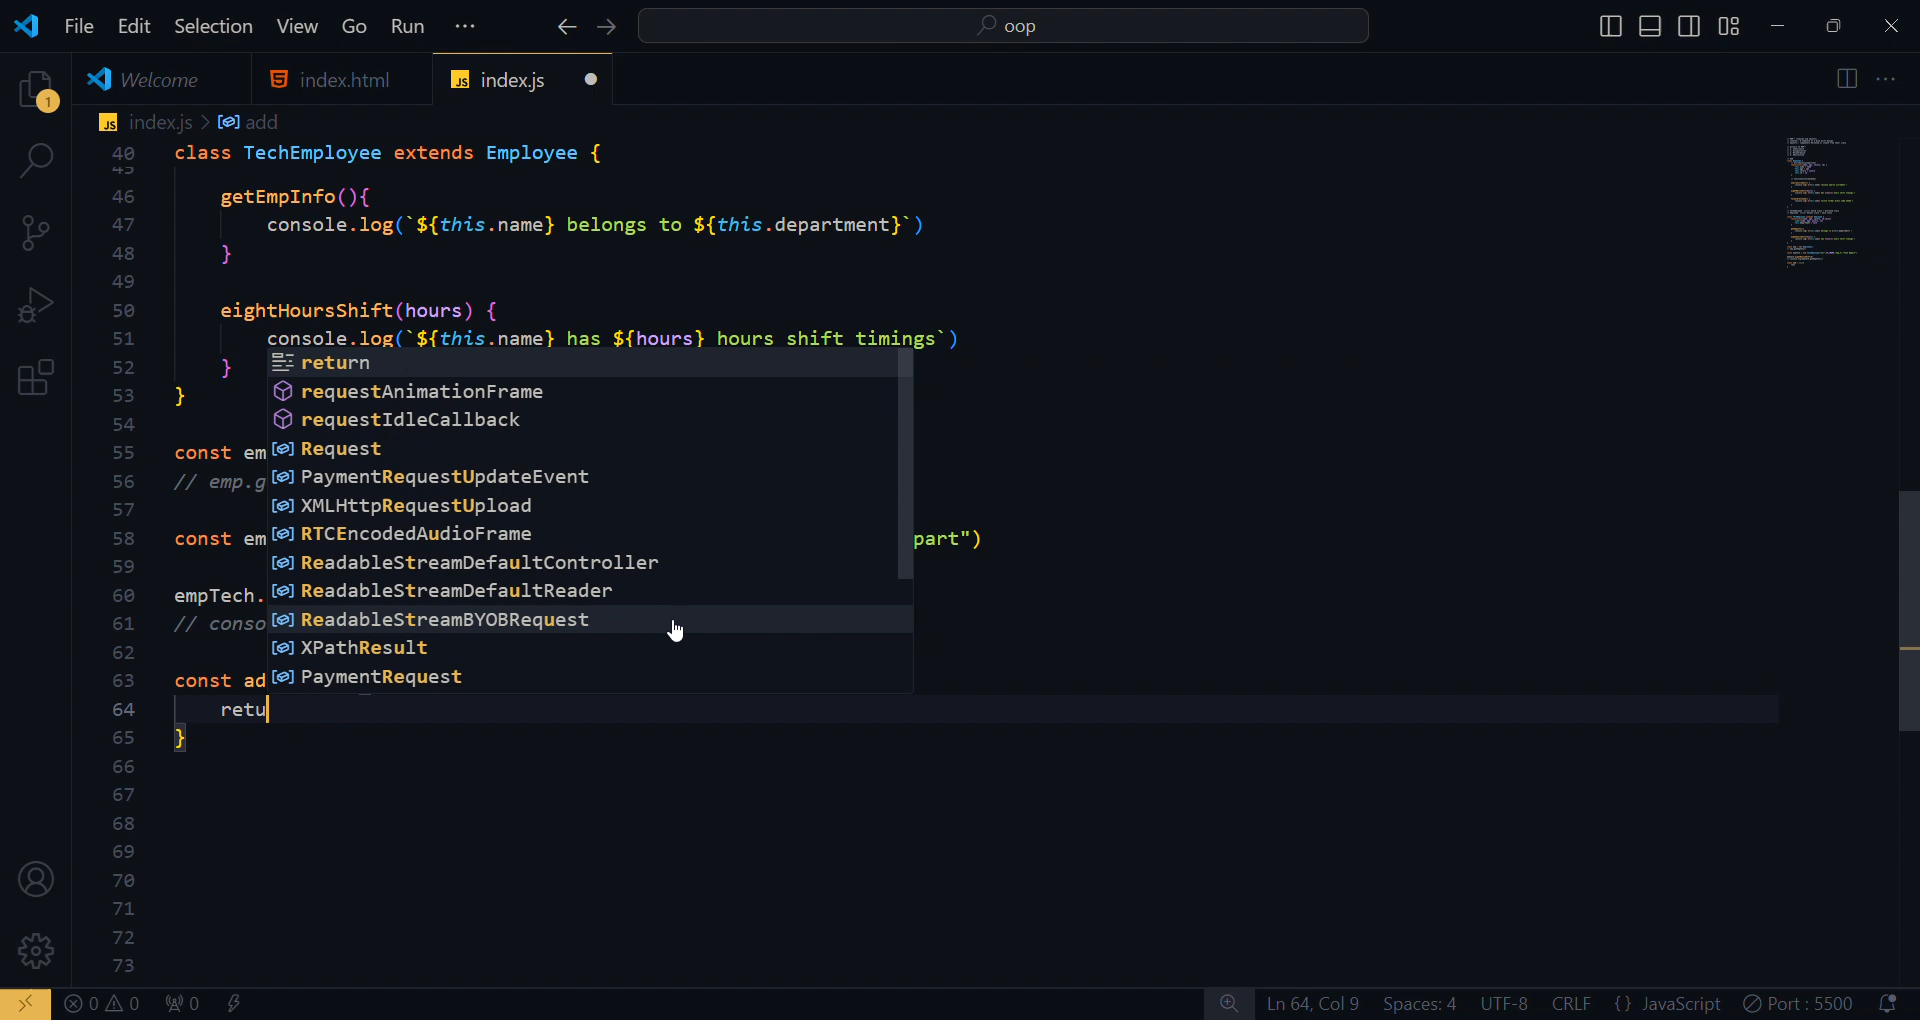 File Edit Selection View Go Run ··· oop
Welcome index.html JS index.js
1
JS index.js > add
40 class TechEmployee extends Employee {
45
46 getEmpInfo(){
47 console.log(`${this.name} belongs to ${this.department}`)
48 }
49
50 eightHoursShift(hours) {
51 console.log(`${this.name} has ${hours} hours shift timings`)
52 } return
requestAnimationFrame
53 }
54 requestIdleCallback
55 const em Request
56 // emp.g PaymentRequestUpdateEvent
57 XMLHttpRequestUpload
58 const em RTCEncodedAudioFrame part")
59 ReadableStreamDefaultController
60 empTech. ReadableStreamDefaultReader
61 // conso ReadableStreamBYOBRequest
62 XPathResult
63 const ad PaymentRequest
64 retu
65 }
66
67
68
69
70
71
72
73
0 0 0 Ln 64, Col 9 Spaces: 4 UTF-8 CRLF {} JavaScript Port : 5500